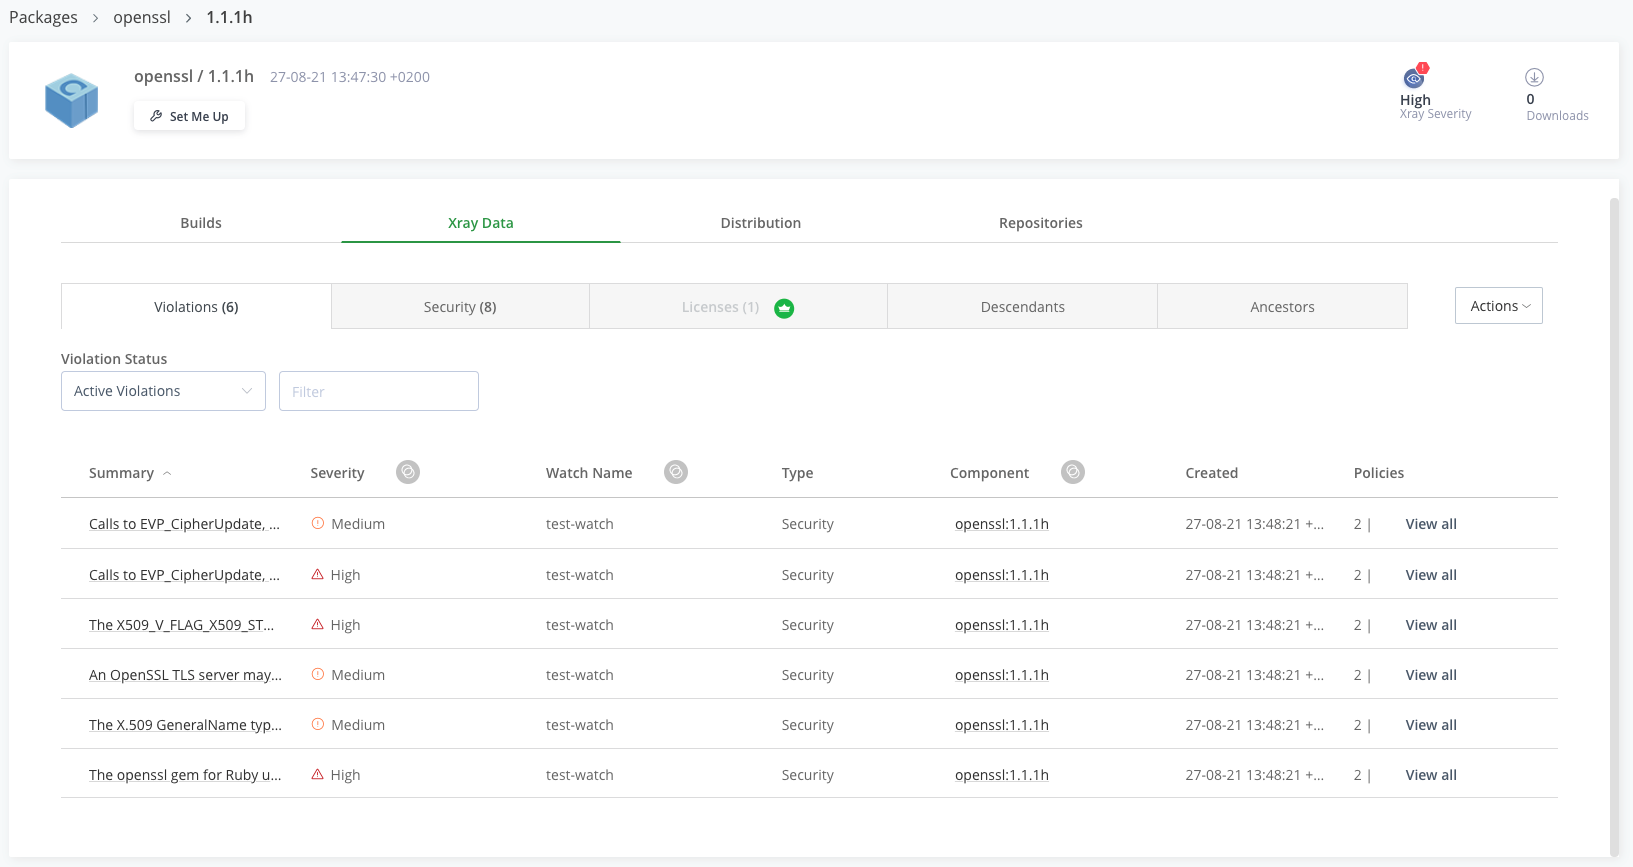 Packages > openssl > 1.1.1h
openssl / 1.1.1h 27-08-21 13:47:30 +0200
Set Me Up
High
Xray Severity
0
Downloads
Builds Xray Data Distribution Repositories
Violations (6) Security (8) Licenses (1) Descendants Ancestors Actions
Violation Status
Active Violations Filter
Summary Severity Watch Name Type Component Created Policies
Calls to EVP_CipherUpdate, ... Medium test-watch Security openssl:1.1.1h 27-08-21 13:48:21 +... 2 | View all
Calls to EVP_CipherUpdate, ... High test-watch Security openssl:1.1.1h 27-08-21 13:48:21 +... 2 | View all
The X509_V_FLAG_X509_ST... High test-watch Security openssl:1.1.1h 27-08-21 13:48:21 +... 2 | View all
An OpenSSL TLS server may... Medium test-watch Security openssl:1.1.1h 27-08-21 13:48:21 +... 2 | View all
The X.509 GeneralName typ... Medium test-watch Security openssl:1.1.1h 27-08-21 13:48:21 +... 2 | View all
The openssl gem for Ruby u... High test-watch Security openssl:1.1.1h 27-08-21 13:48:21 +... 2 | View all